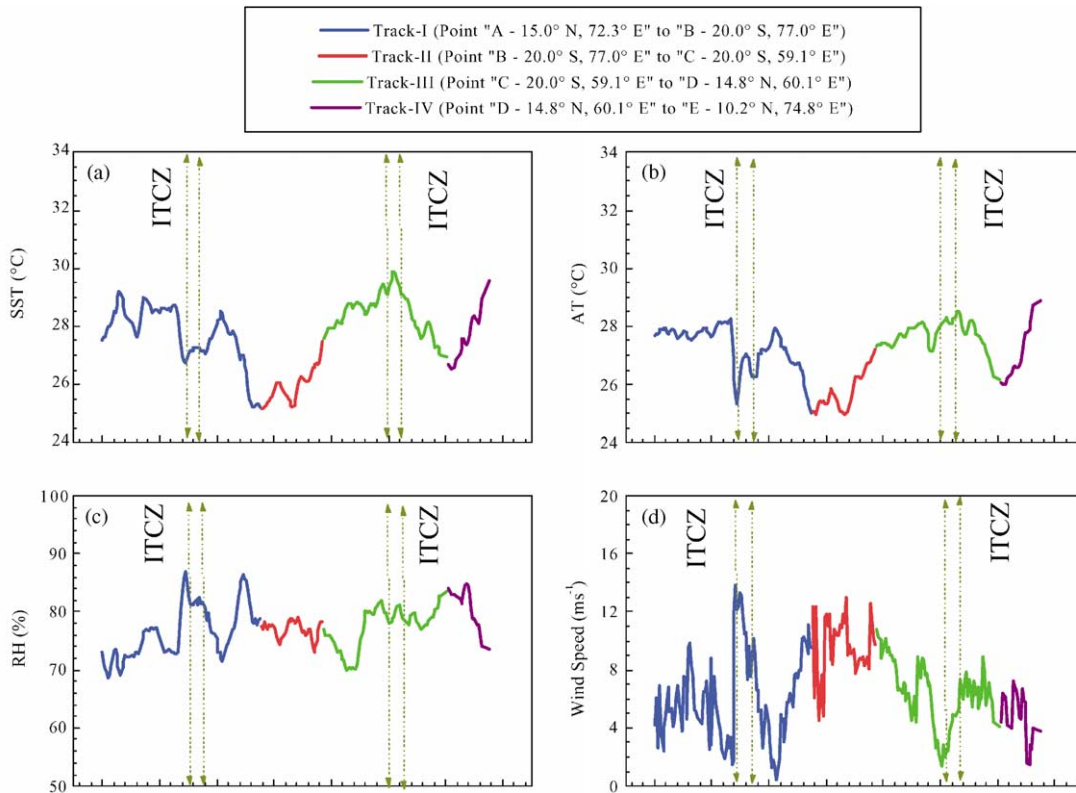 Track-I (Point "A - 15.0° N, 72.3° E" to "B - 20.0° S, 77.0° E")
Track-II (Point "B - 20.0° S, 77.0° E" to "C - 20.0° S, 59.1° E")
Track-III (Point "C - 20.0° S, 59.1° E" to "D - 14.8° N, 60.1° E")
Track-IV (Point "D - 14.8° N, 60.1° E" to "E - 10.2° N, 74.8° E")
(a)
ITCZ
ITCZ
SST (°C)
34
32
30
28
26
24
(b)
ITCZ
ITCZ
AT (°C)
34
32
30
28
26
24
(c)
ITCZ
ITCZ
RH (%)
100
90
80
70
60
50
(d)
ITCZ
ITCZ
Wind Speed (ms⁻¹)
20
16
12
8
4
0